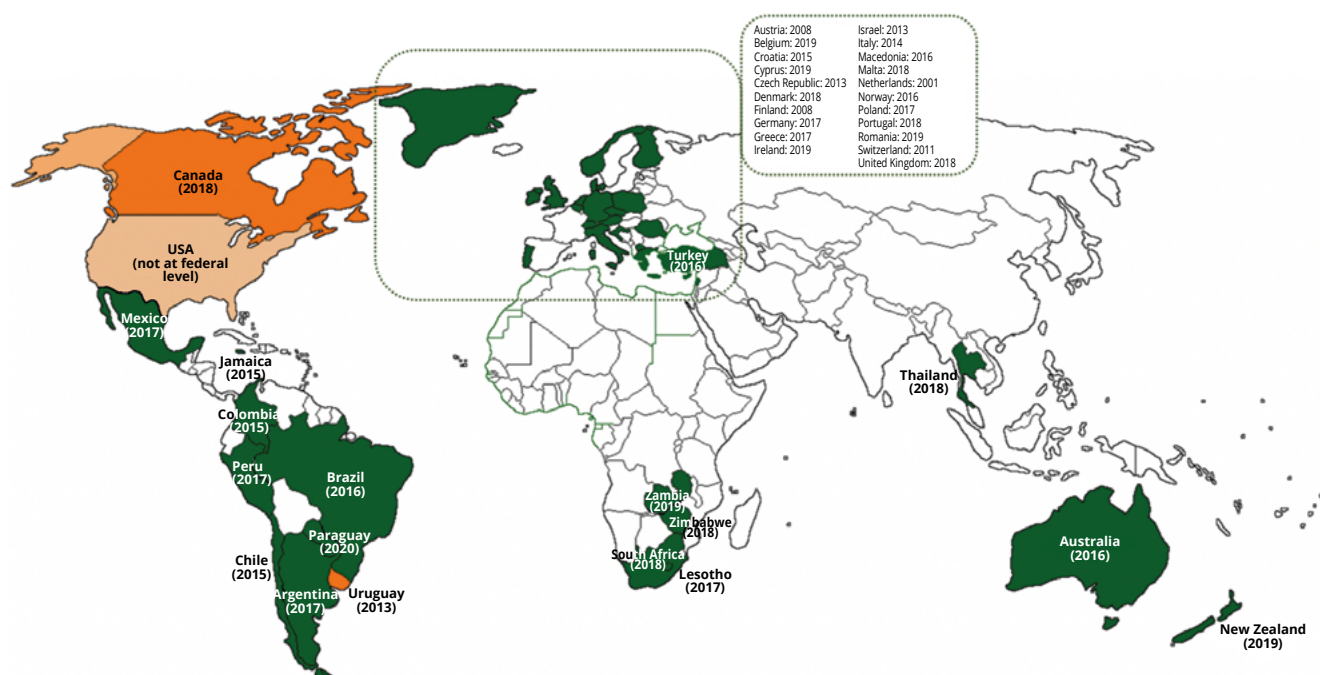 Austria: 2008
Belgium: 2019
Croatia: 2015
Cyprus: 2019
Czech Republic: 2013
Denmark: 2018
Finland: 2008
Germany: 2017
Greece: 2017
Ireland: 2019
Israel: 2013
Italy: 2014
Macedonia: 2016
Malta: 2018
Netherlands: 2001
Norway: 2016
Poland: 2017
Portugal: 2018
Romania: 2019
Switzerland: 2011
United Kingdom: 2018
Canada
(2018)
USA
(not at federal
level)
Mexico
(2017)
Jamaica
(2015)
Colombia
(2015)
Peru
(2017)
Brazil
(2016)
Paraguay
(2020)
Chile
(2015)
Argentina
(2017)
Uruguay
(2013)
Turkey
(2016)
Zambia
(2019)
Zimbabwe
(2018)
South Africa
(2018)
Lesotho
(2017)
Thailand
(2018)
Australia
(2016)
New Zealand
(2019)